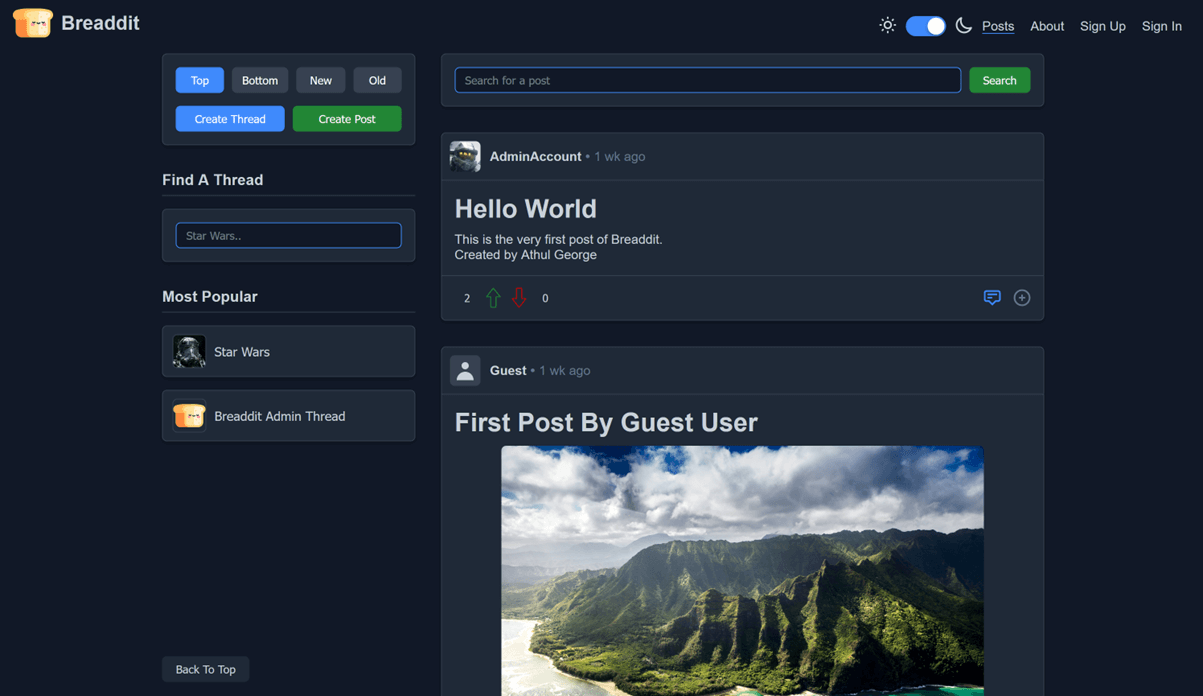 Breaddit
Posts About Sign Up Sign In
Top Bottom New Old
Create Thread Create Post
Find A Thread
Star Wars..
Most Popular
Star Wars
Breaddit Admin Thread
Back To Top
Search for a post Search
AdminAccount • 1 wk ago
Hello World
This is the very first post of Breaddit.
Created by Athul George
2 0
Guest • 1 wk ago
First Post By Guest User